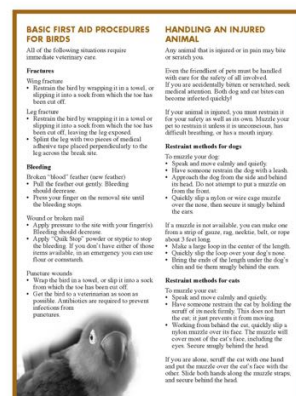 BASIC FIRST AID PROCEDURES
FOR BIRDS
All of the following situations require
immediate veterinary care.
Fractures
Wing fracture
• Restrain the bird by wrapping it in a towel, or
slipping it into a sock from which the toe has
been cut off.
Leg fracture
• Restrain the bird by wrapping it in a towel, or
slipping it into a sock from which the toe has
been cut off, leaving the leg exposed.
• Splint the leg with two pieces of medical
adhesive tape placed perpendicularly to the
leg across the break site.
Bleeding
Broken "blood" feather (new feather)
• Pull the feather out gently. Bleeding
should decrease.
• Press your finger on the removal site until
the bleeding stops.
Wound or broken nail
• Apply pressure to the site with your finger(s).
Bleeding should decrease.
• Apply "Quik Stop" powder or styptic to stop
the bleeding. If you don't have either of those
items available, in an emergency you can use
flour or cornstarch.
Puncture wounds
• Wrap the bird in a towel, or slip it into a sock
from which the toe has been cut off.
• Get the bird to a veterinarian as soon as
possible. Antibiotics are required to prevent
infections from
punctures.
HANDLING AN INJURED
ANIMAL
Any animal that is injured or in pain may bite
or scratch you.
Even the friendliest of pets must be handled
with care for the safety of all involved.
If you are accidentally bitten or scratched, seek
medical attention. Both dog and cat bites can
become infected quickly!
If your animal is injured, you must restrain it
for your safety as well as its own. Muzzle your
pet to restrain it unless it is unconscious, has
difficulty breathing, or has a mouth injury.
Restraint methods for dogs
To muzzle your dog:
• Speak and move calmly and quietly.
• Have someone restrain the dog with a leash.
• Approach the dog from the side and behind
its head. Do not attempt to put a muzzle on
from the front.
• Quickly slip a nylon or wire cage muzzle
over the nose, then secure it snugly behind
the ears.
If a muzzle is not available, you can make one
from a strip of gauze, rag, necktie, belt, or rope
about 3 feet long.
• Make a large loop in the center of the length.
• Quickly slip the loop over your dog's nose.
• Bring the ends of the length under the dog's
chin and tie them snugly behind the ears.
Restraint methods for cats
To muzzle your cat:
• Speak and move calmly and quietly.
• Have someone restrain the cat by holding the
scruff of its neck firmly. This does not hurt
the cat; it just prevents it from moving.
• Working from behind the cat, quickly slip a
nylon muzzle over its face. The muzzle will
cover most of the cat's face, including the
eyes. Secure snugly behind the head.
If you are alone, scruff the cat with one hand
and put the muzzle over the cat's face with the
other. Slide both hands along the muzzle straps,
and secure behind the head.